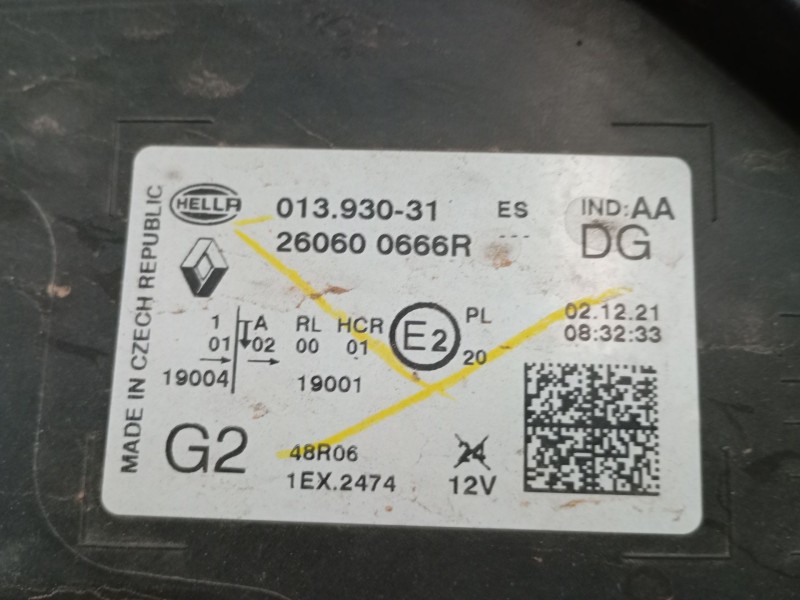 MADE IN CZECH REPUBLIC
HELLA 013.930-31 ES IND:AA
26060 0666R --- DG
1 A RL HCR E2 PL 02.12.21
01 02 00 01 20 08:32:33
19004 19001
G2 48R06 24
1EX.2474 12V